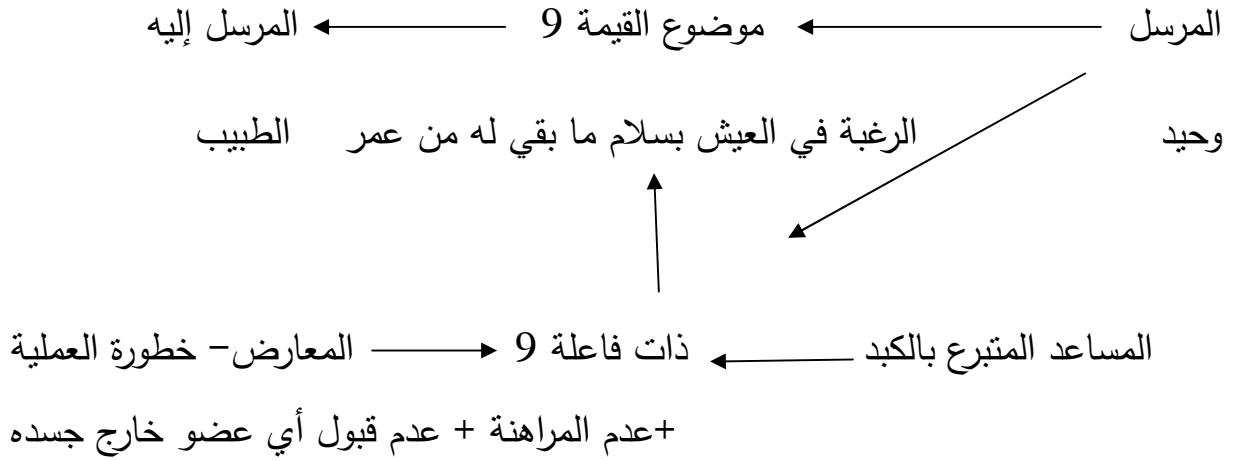 المرسل موضوع القيمة 9 المرسل إليه
وحيد الرغبة في العيش بسلام ما بقي له من عمر الطبيب
المساعد المتبرع بالكبد ذات فاعلة 9 المعارض– خطورة العملية
+عدم المراهنة + عدم قبول أي عضو خارج جسده